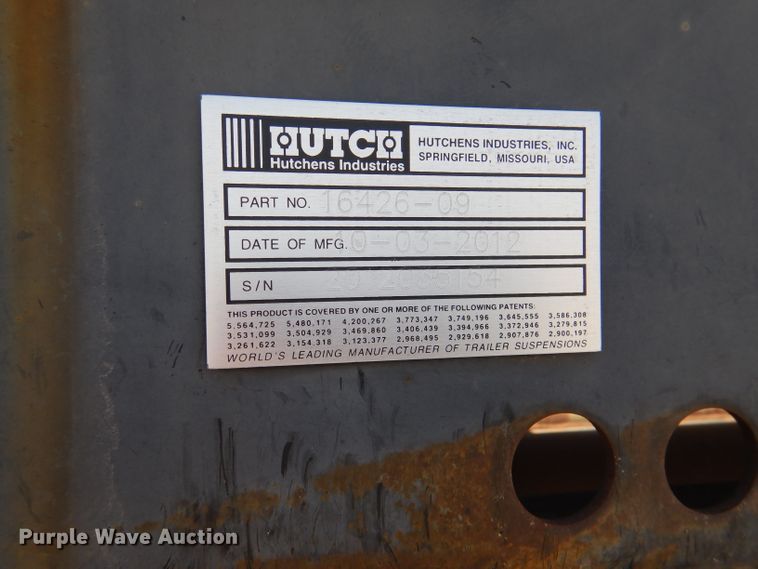 HUTCH
Hutchens Industries
HUTCHENS INDUSTRIES, INC.
SPRINGFIELD, MISSOURI, USA
PART NO. 16426-09
DATE OF MFG. 10-03-2012
S/N
THIS PRODUCT IS COVERED BY ONE OR MORE OF THE FOLLOWING PATENTS:
5,564,725 5,480,171 4,200,267 3,773,347 3,749,196 3,645,555 3,586,308
3,531,099 3,504,929 3,469,860 3,406,439 3,394,966 3,372,946 3,279,815
3,261,622 3,154,318 3,123,377 2,968,495 2,929,618 2,907,876 2,900,197
WORLD'S LEADING MANUFACTURER OF TRAILER SUSPENSIONS
Purple Wave Auction